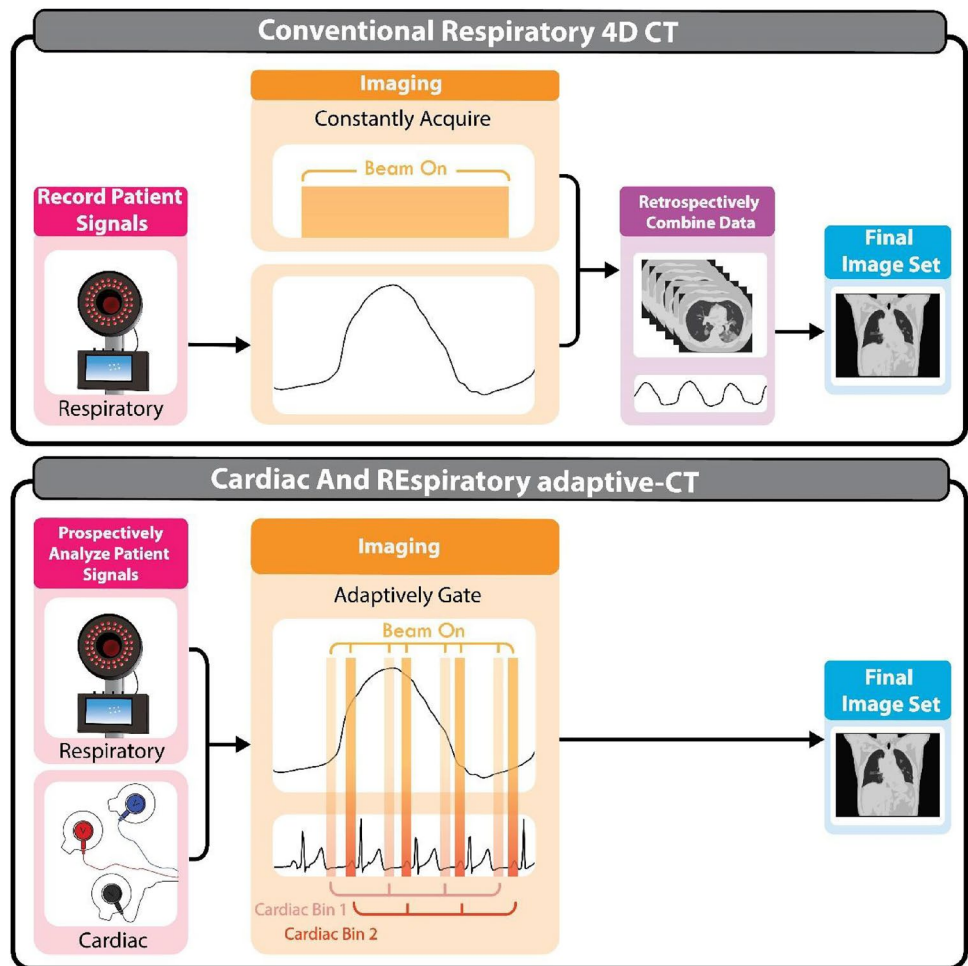 Conventional Respiratory 4D CT
Record Patient
Signals
Respiratory
Imaging
Constantly Acquire
Beam On
Retrospectively
Combine Data
Final
Image Set
Cardiac And REspiratory adaptive-CT
Prospectively
Analyze Patient
Signals
Respiratory
Cardiac
Imaging
Adaptively Gate
Beam On
Cardiac Bin 1
Cardiac Bin 2
Final
Image Set